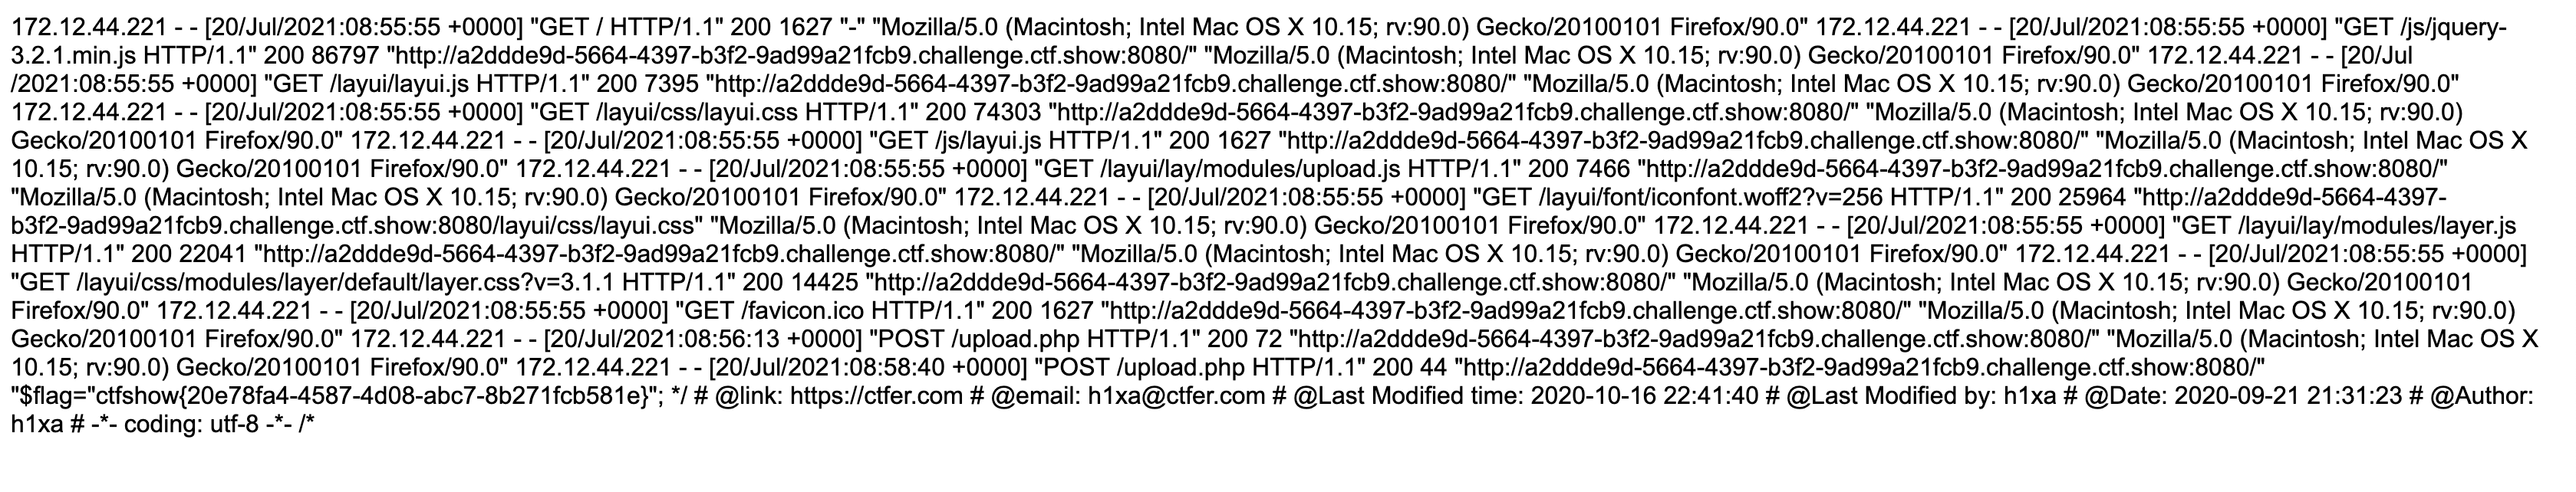 172.12.44.221 - - [20/Jul/2021:08:55:55 +0000] "GET / HTTP/1.1" 200 1627 "-" "Mozilla/5.0 (Macintosh; Intel Mac OS X 10.15; rv:90.0) Gecko/20100101 Firefox/90.0" 172.12.44.221 - - [20/Jul/2021:08:55:55 +0000] "GET /js/jquery-
3.2.1.min.js HTTP/1.1" 200 86797 "http://a2ddde9d-5664-4397-b3f2-9ad99a21fcb9.challenge.ctf.show:8080/" "Mozilla/5.0 (Macintosh; Intel Mac OS X 10.15; rv:90.0) Gecko/20100101 Firefox/90.0" 172.12.44.221 - - [20/Jul
/2021:08:55:55 +0000] "GET /layui/layui.js HTTP/1.1" 200 7395 "http://a2ddde9d-5664-4397-b3f2-9ad99a21fcb9.challenge.ctf.show:8080/" "Mozilla/5.0 (Macintosh; Intel Mac OS X 10.15; rv:90.0) Gecko/20100101 Firefox/90.0"
172.12.44.221 - - [20/Jul/2021:08:55:55 +0000] "GET /layui/css/layui.css HTTP/1.1" 200 74303 "http://a2ddde9d-5664-4397-b3f2-9ad99a21fcb9.challenge.ctf.show:8080/" "Mozilla/5.0 (Macintosh; Intel Mac OS X 10.15; rv:90.0)
Gecko/20100101 Firefox/90.0" 172.12.44.221 - - [20/Jul/2021:08:55:55 +0000] "GET /js/layui.js HTTP/1.1" 200 1627 "http://a2ddde9d-5664-4397-b3f2-9ad99a21fcb9.challenge.ctf.show:8080/" "Mozilla/5.0 (Macintosh; Intel Mac OS X
10.15; rv:90.0) Gecko/20100101 Firefox/90.0" 172.12.44.221 - - [20/Jul/2021:08:55:55 +0000] "GET /layui/lay/modules/upload.js HTTP/1.1" 200 7466 "http://a2ddde9d-5664-4397-b3f2-9ad99a21fcb9.challenge.ctf.show:8080/"
"Mozilla/5.0 (Macintosh; Intel Mac OS X 10.15; rv:90.0) Gecko/20100101 Firefox/90.0" 172.12.44.221 - - [20/Jul/2021:08:55:55 +0000] "GET /layui/font/iconfont.woff2?v=256 HTTP/1.1" 200 25964 "http://a2ddde9d-5664-4397-
b3f2-9ad99a21fcb9.challenge.ctf.show:8080/layui/css/layui.css" "Mozilla/5.0 (Macintosh; Intel Mac OS X 10.15; rv:90.0) Gecko/20100101 Firefox/90.0" 172.12.44.221 - - [20/Jul/2021:08:55:55 +0000] "GET /layui/lay/modules/layer.js
HTTP/1.1" 200 22041 "http://a2ddde9d-5664-4397-b3f2-9ad99a21fcb9.challenge.ctf.show:8080/" "Mozilla/5.0 (Macintosh; Intel Mac OS X 10.15; rv:90.0) Gecko/20100101 Firefox/90.0" 172.12.44.221 - - [20/Jul/2021:08:55:55 +0000]
"GET /layui/css/modules/layer/default/layer.css?v=3.1.1 HTTP/1.1" 200 14425 "http://a2ddde9d-5664-4397-b3f2-9ad99a21fcb9.challenge.ctf.show:8080/" "Mozilla/5.0 (Macintosh; Intel Mac OS X 10.15; rv:90.0) Gecko/20100101
Firefox/90.0" 172.12.44.221 - - [20/Jul/2021:08:55:55 +0000] "GET /favicon.ico HTTP/1.1" 200 1627 "http://a2ddde9d-5664-4397-b3f2-9ad99a21fcb9.challenge.ctf.show:8080/" "Mozilla/5.0 (Macintosh; Intel Mac OS X 10.15; rv:90.0)
Gecko/20100101 Firefox/90.0" 172.12.44.221 - - [20/Jul/2021:08:56:13 +0000] "POST /upload.php HTTP/1.1" 200 72 "http://a2ddde9d-5664-4397-b3f2-9ad99a21fcb9.challenge.ctf.show:8080/" "Mozilla/5.0 (Macintosh; Intel Mac OS X
10.15; rv:90.0) Gecko/20100101 Firefox/90.0" 172.12.44.221 - - [20/Jul/2021:08:58:40 +0000] "POST /upload.php HTTP/1.1" 200 44 "http://a2ddde9d-5664-4397-b3f2-9ad99a21fcb9.challenge.ctf.show:8080/"
"$flag="ctfshow{20e78fa4-4587-4d08-abc7-8b271fcb581e}"; */ # @link: https://ctfer.com # @email: h1xa@ctfer.com # @Last Modified time: 2020-10-16 22:41:40 # @Last Modified by: h1xa # @Date: 2020-09-21 21:31:23 # @Author:
h1xa # -*- coding: utf-8 -*- /*